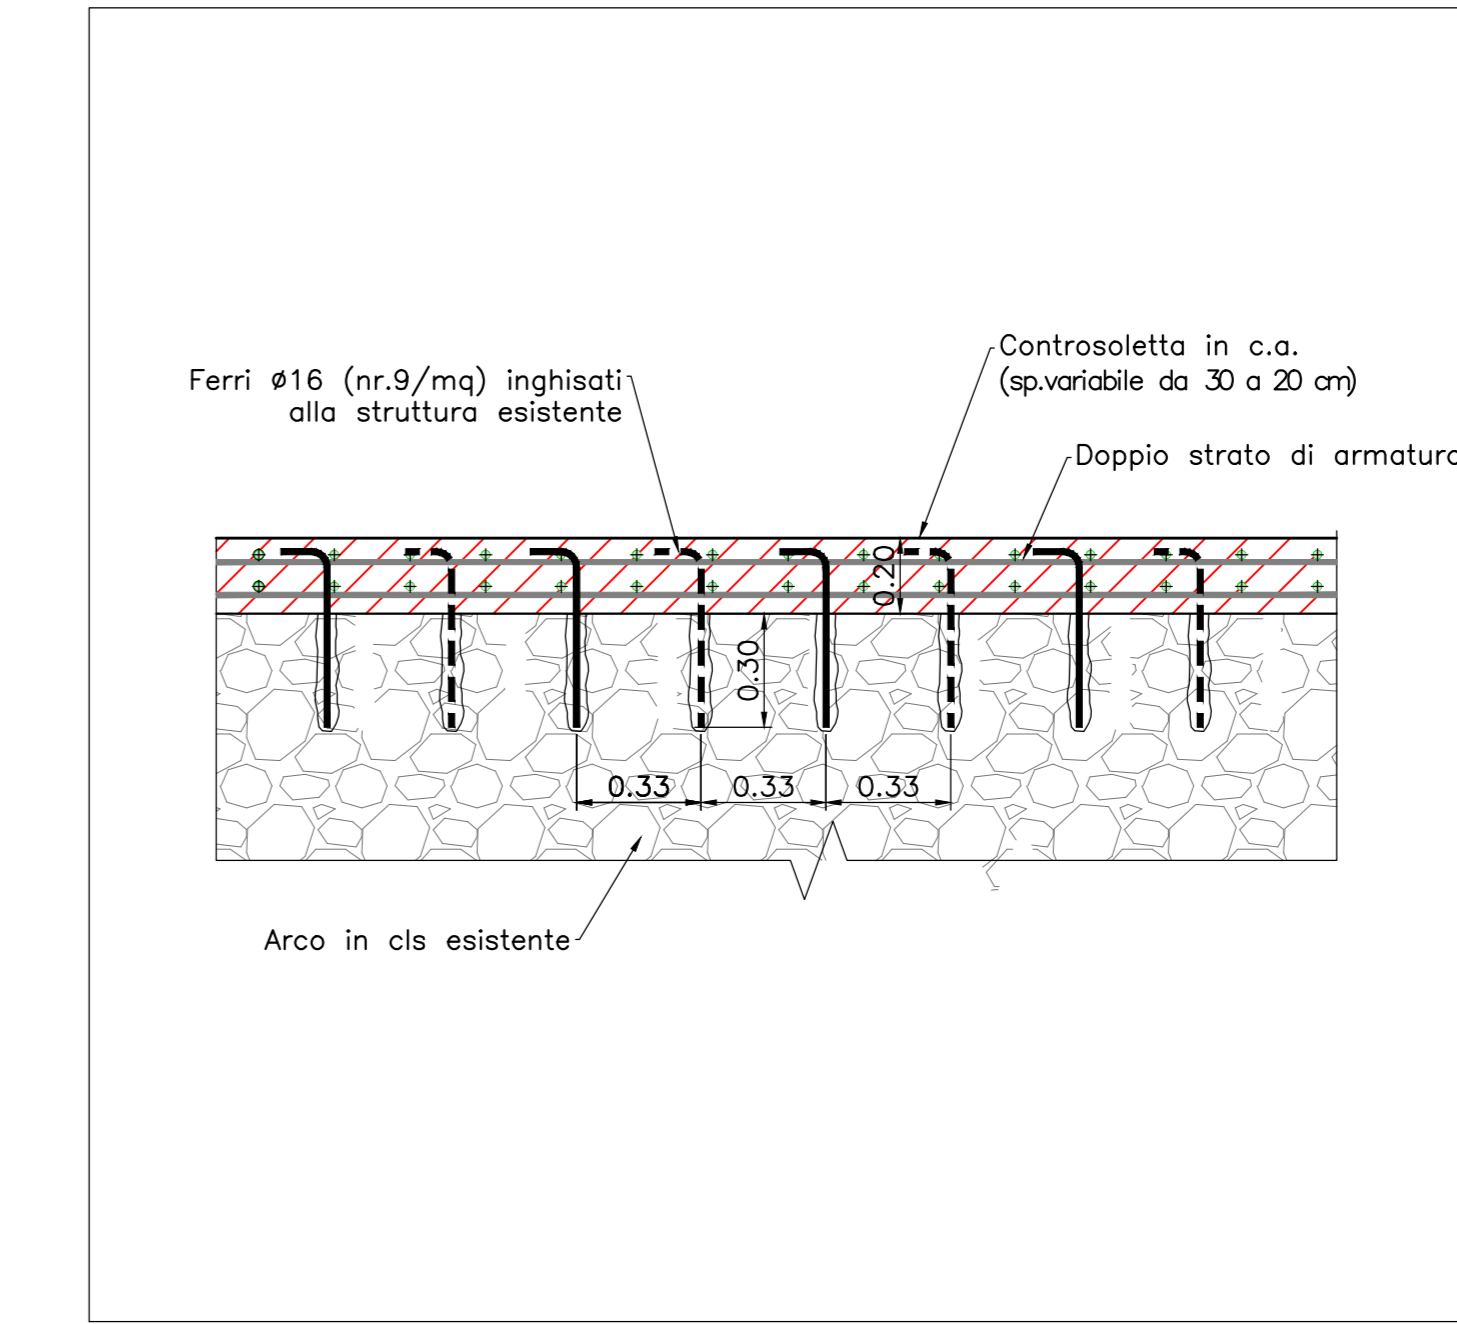 Controsoletta in c.a.
(sp.variabile da 30 a 20 cm)
Ferri ø16 (nr.9/mq) inghisati
alla struttura esistente
Doppio strato di armatura
0.20
0.30
0.33
0.33
0.33
Arco in cls esistente